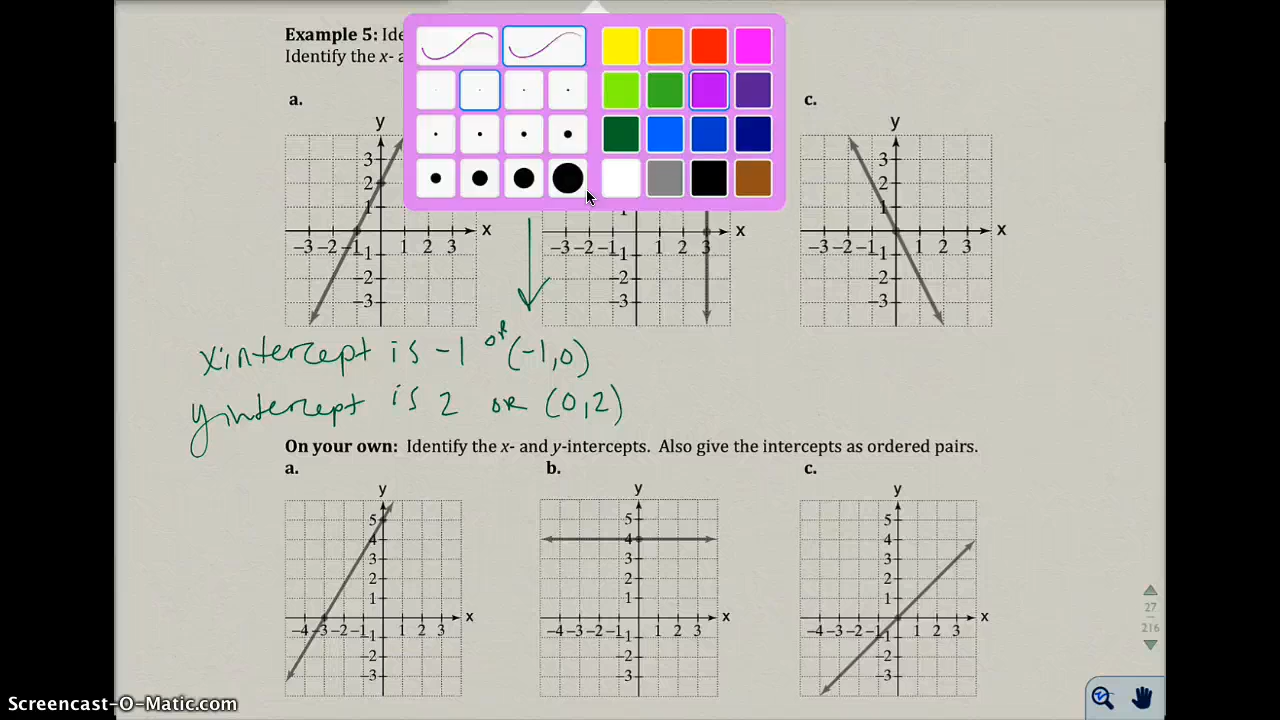 Example 5: Ide
Identify the x- a
a.
c.
y
3
2
1
-3 -2 -1 1 2 3 x
-1
-2
-3
1
-3 -2 -1 1 2 3 x
-1
-2
-3
y
3
2
1
-3 -2 -1 1 2 3 x
-1
-2
-3
x intercept is -1 or (-1,0)
y intercept is 2 or (0,2)
On your own: Identify the x- and y-intercepts. Also give the intercepts as ordered pairs.
a.
b.
c.
y
5
4
3
2
1
-4 -3 -2 -1 1 2 3 x
-1
-2
-3
y
5
4
3
2
1
-4 -3 -2 -1 1 2 3 x
-1
-2
-3
y
5
4
3
2
1
-4 -3 -2 -1 1 2 3 x
-1
-2
-3
27
216
Screencast-O-Matic.com